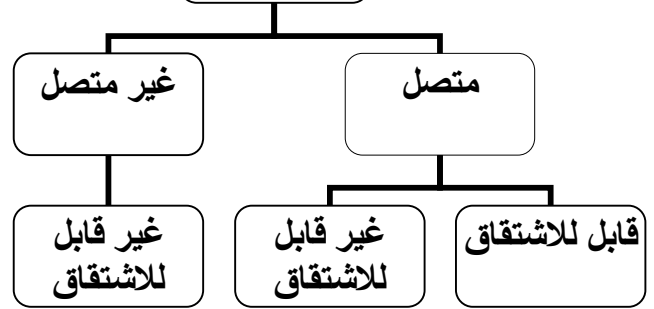 متصل
غير متصل
قابل للاشتقاق
غير قابل
للاشتقاق
غير قابل
للاشتقاق